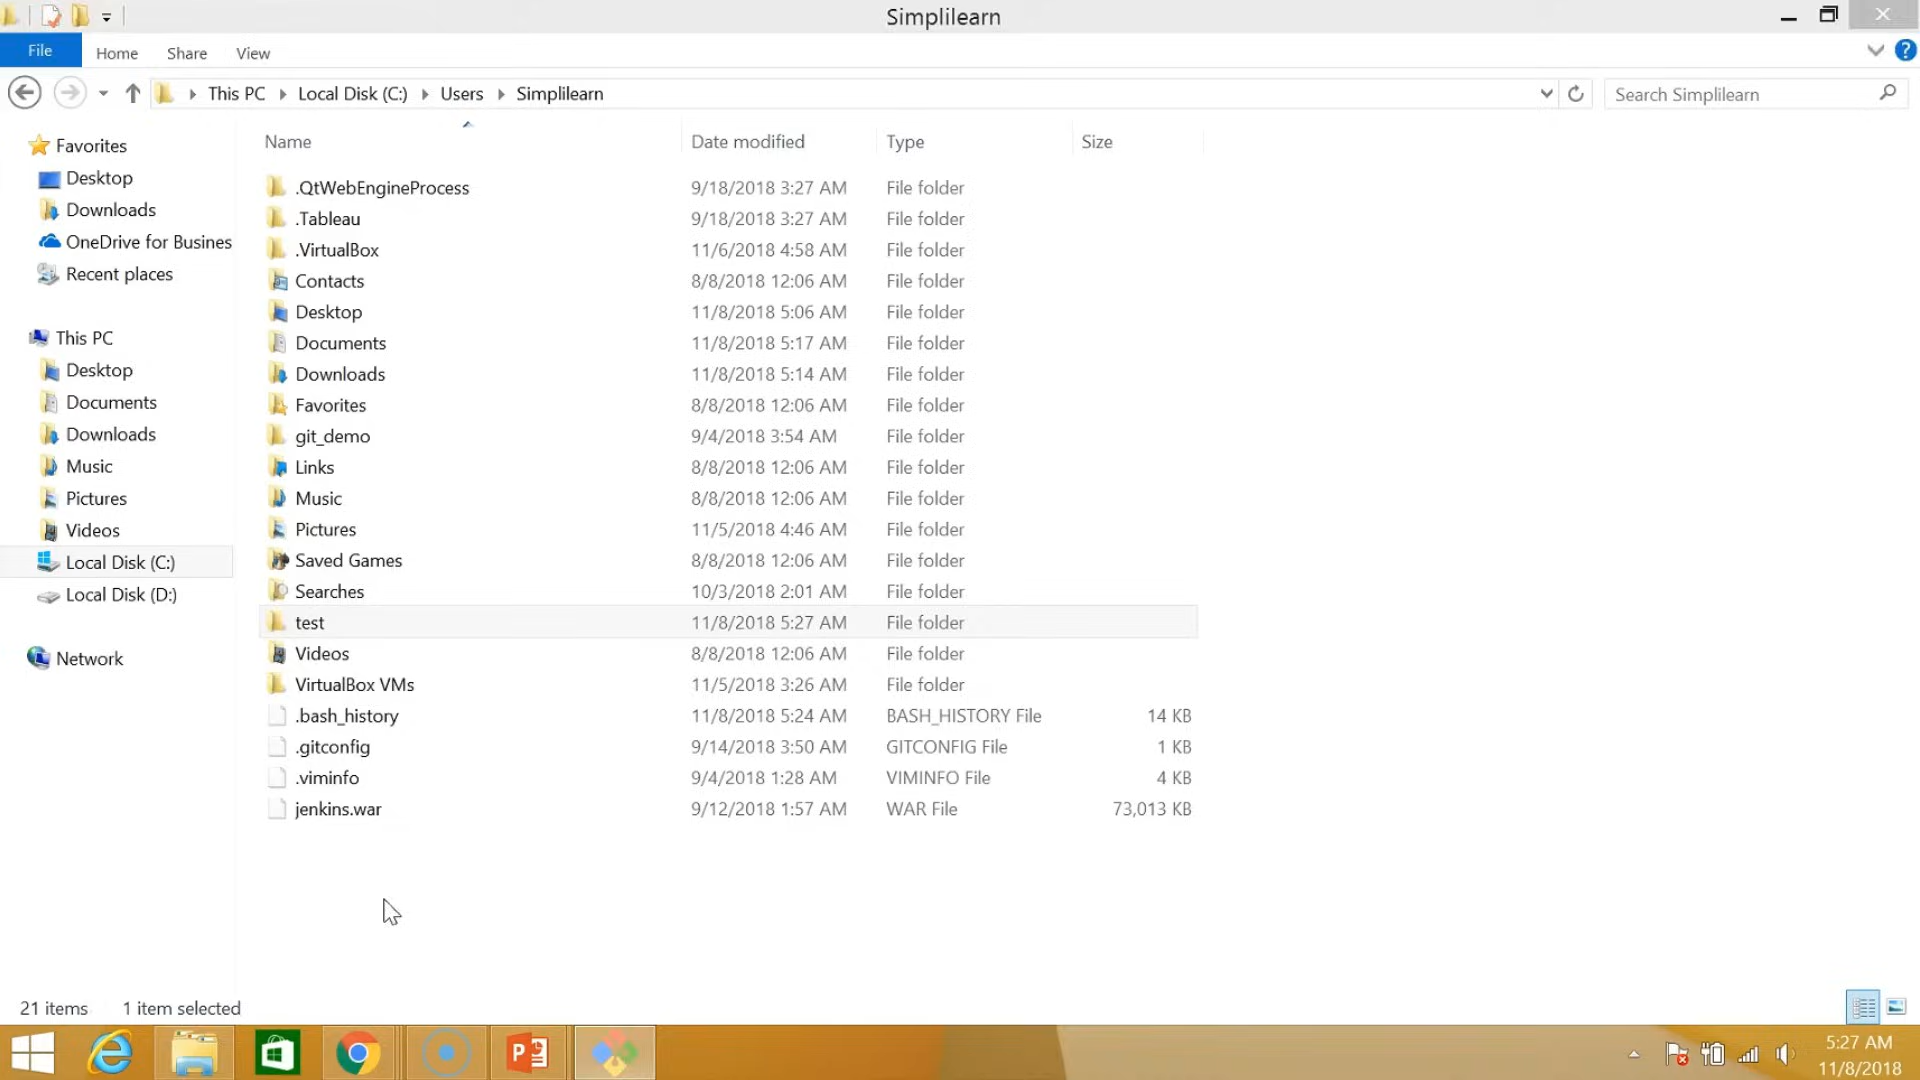 Simplilearn
File Home Share View
This PC Local Disk (C:) Users Simplilearn
Search Simplilearn
Favorites
Desktop
Downloads
OneDrive for Busines
Recent places
This PC
Desktop
Documents
Downloads
Music
Pictures
Videos
Local Disk (C:)
Local Disk (D:)
Network
Name Date modified Type Size
.QtWebEngineProcess 9/18/2018 3:27 AM File folder
.Tableau 9/18/2018 3:27 AM File folder
.VirtualBox 11/6/2018 4:58 AM File folder
Contacts 8/8/2018 12:06 AM File folder
Desktop 11/8/2018 5:06 AM File folder
Documents 11/8/2018 5:17 AM File folder
Downloads 11/8/2018 5:14 AM File folder
Favorites 8/8/2018 12:06 AM File folder
git_demo 9/4/2018 3:54 AM File folder
Links 8/8/2018 12:06 AM File folder
Music 8/8/2018 12:06 AM File folder
Pictures 11/5/2018 4:46 AM File folder
Saved Games 8/8/2018 12:06 AM File folder
Searches 10/3/2018 2:01 AM File folder
test 11/8/2018 5:27 AM File folder
Videos 8/8/2018 12:06 AM File folder
VirtualBox VMs 11/5/2018 3:26 AM File folder
.bash_history 11/8/2018 5:24 AM BASH_HISTORY File 14 KB
.gitconfig 9/14/2018 3:50 AM GITCONFIG File 1 KB
.viminfo 9/4/2018 1:28 AM VIMINFO File 4 KB
jenkins.war 9/12/2018 1:57 AM WAR File 73,013 KB
21 items 1 item selected
5:27 AM
11/8/2018